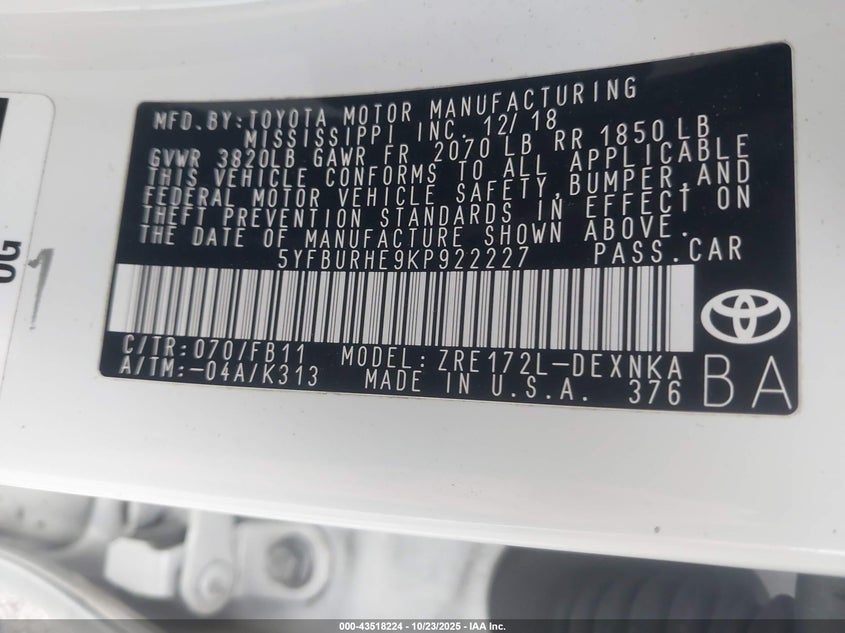 MFD.BY:TOYOTA MOTOR MANUFACTURING
MISSISSIPPI INC. 12/18
GVWR 3820LB GAWR FR 2070 LB RR 1850 LB
THIS VEHICLE CONFORMS TO ALL APPLICABLE
FEDERAL MOTOR VEHICLE SAFETY,BUMPER,AND
THEFT PREVENTION STANDARDS IN EFFECT ON
THE DATE OF MANUFACTURE SHOWN ABOVE.
5YFBURHE9KP922227 PASS.CAR
C/TR:070/FB11 MODEL:ZRE172L-DEXNKA
A/TM:-04A/K313 MADE IN U.S.A. 376
BA
1
000-43518224 - 10/23/2025 - IAA